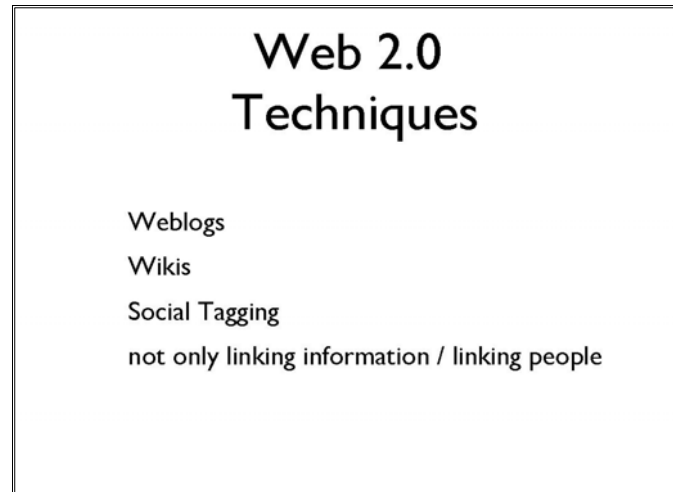 Web 2.0
Techniques
Weblogs
Wikis
Social Tagging
not only linking information / linking people